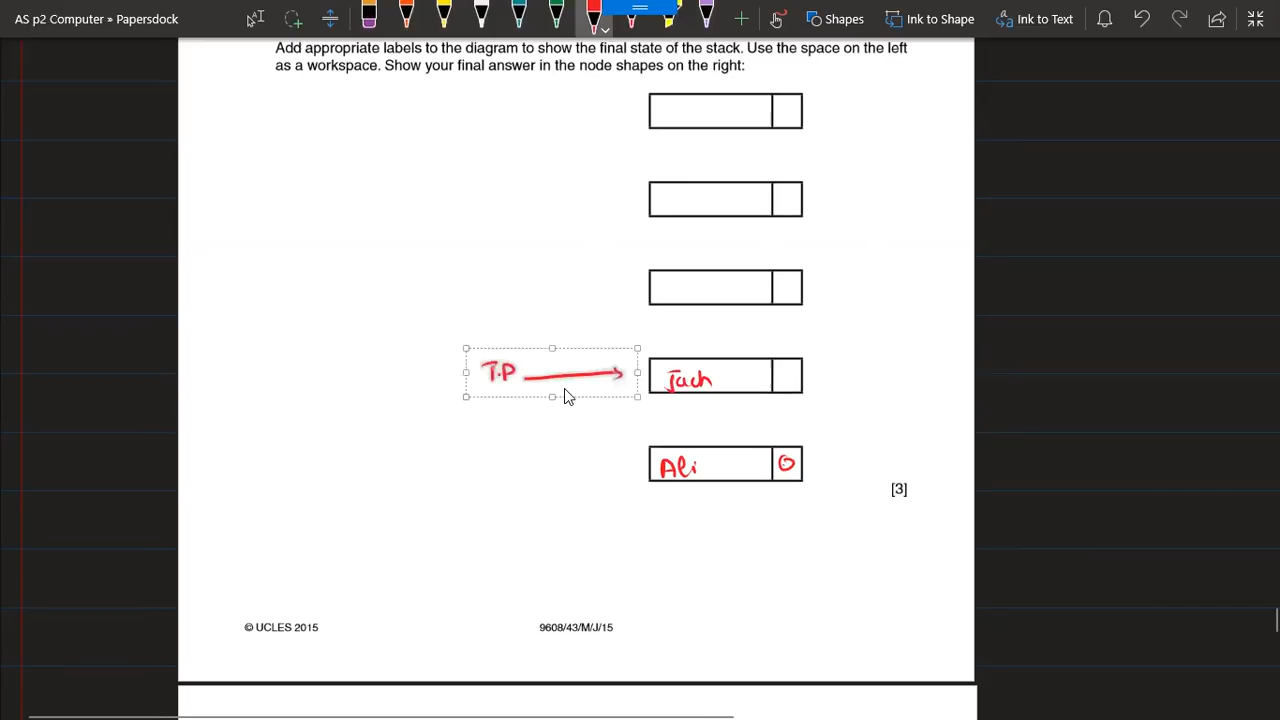 AS p2 Computer » Papersdock
Shapes
Ink to Shape
Ink to Text
Add appropriate labels to the diagram to show the final state of the stack. Use the space on the left
as a workspace. Show your final answer in the node shapes on the right:
T.P
Jack
Ali 0
[3]
© UCLES 2015
9608/43/M/J/15